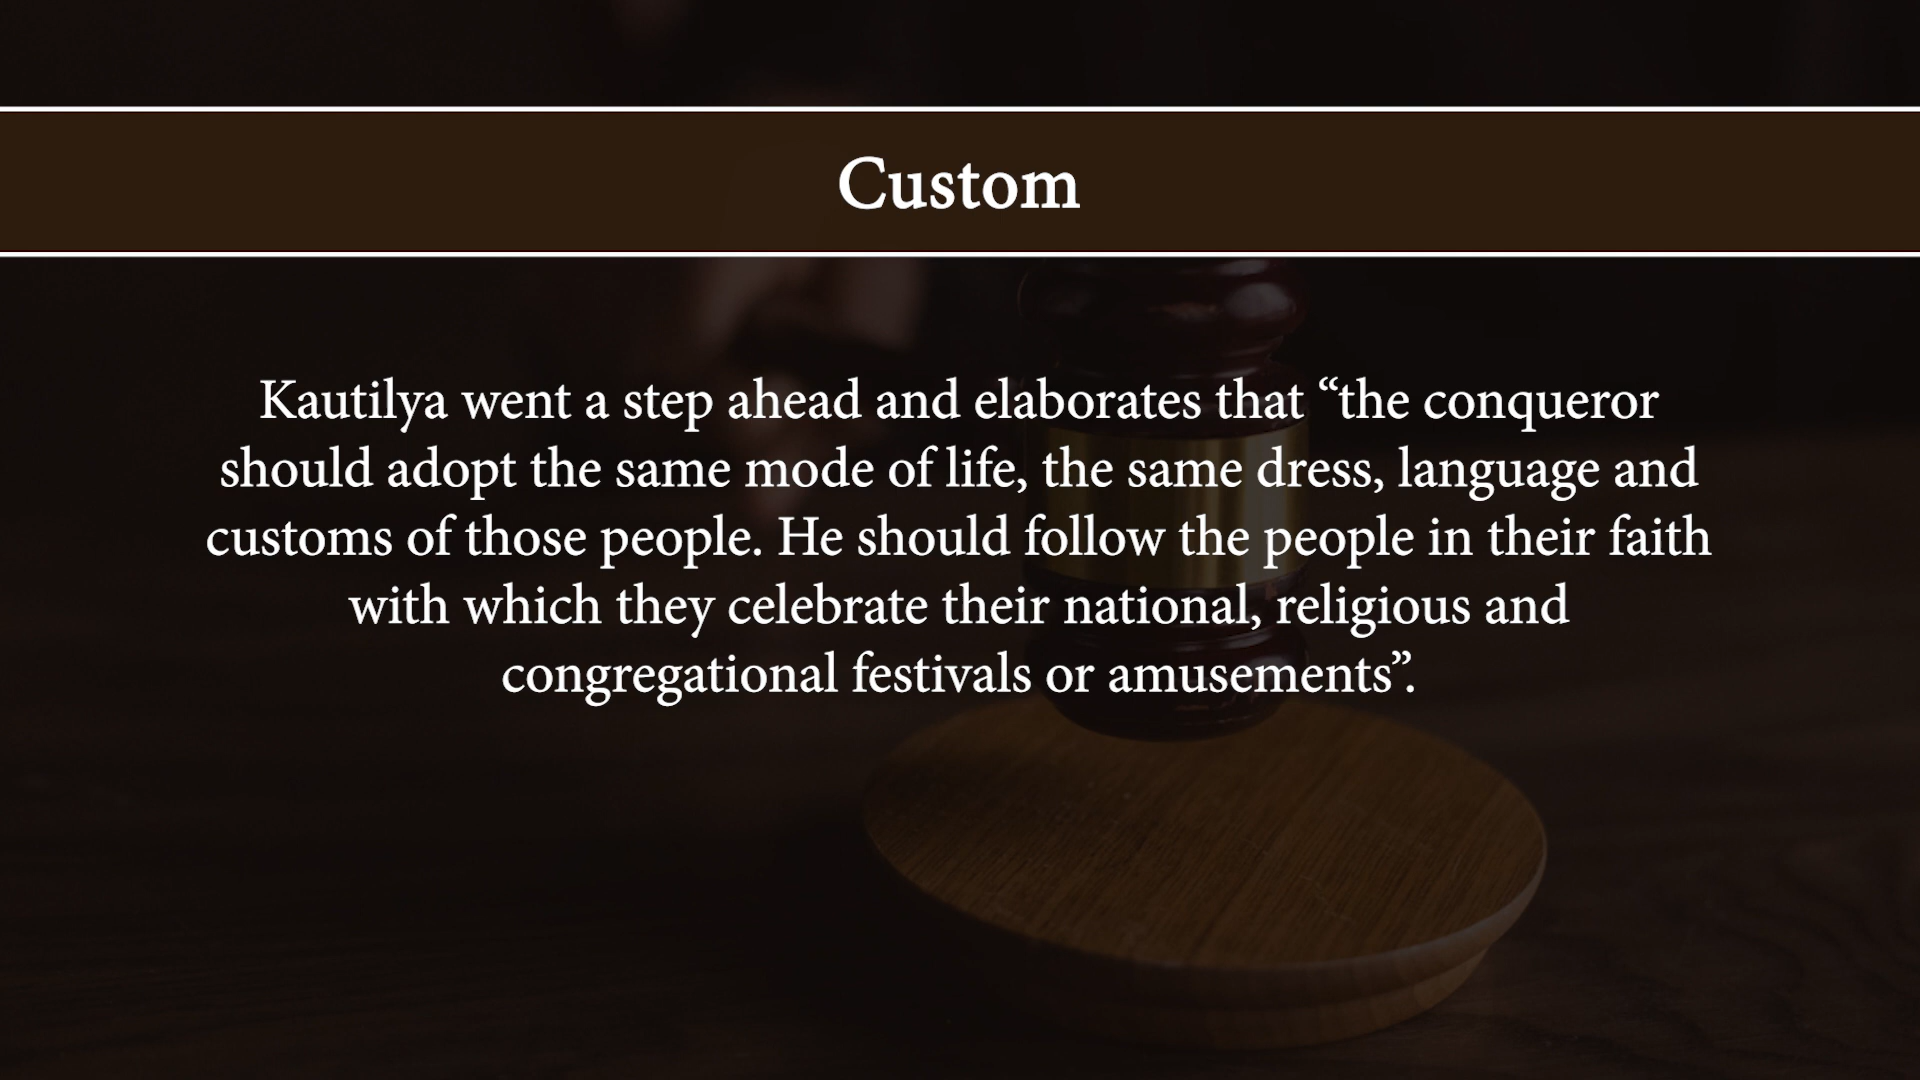 Custom
Kautilya went a step ahead and elaborates that “the conqueror
should adopt the same mode of life, the same dress, language and
customs of those people. He should follow the people in their faith
with which they celebrate their national, religious and
congregational festivals or amusements”.